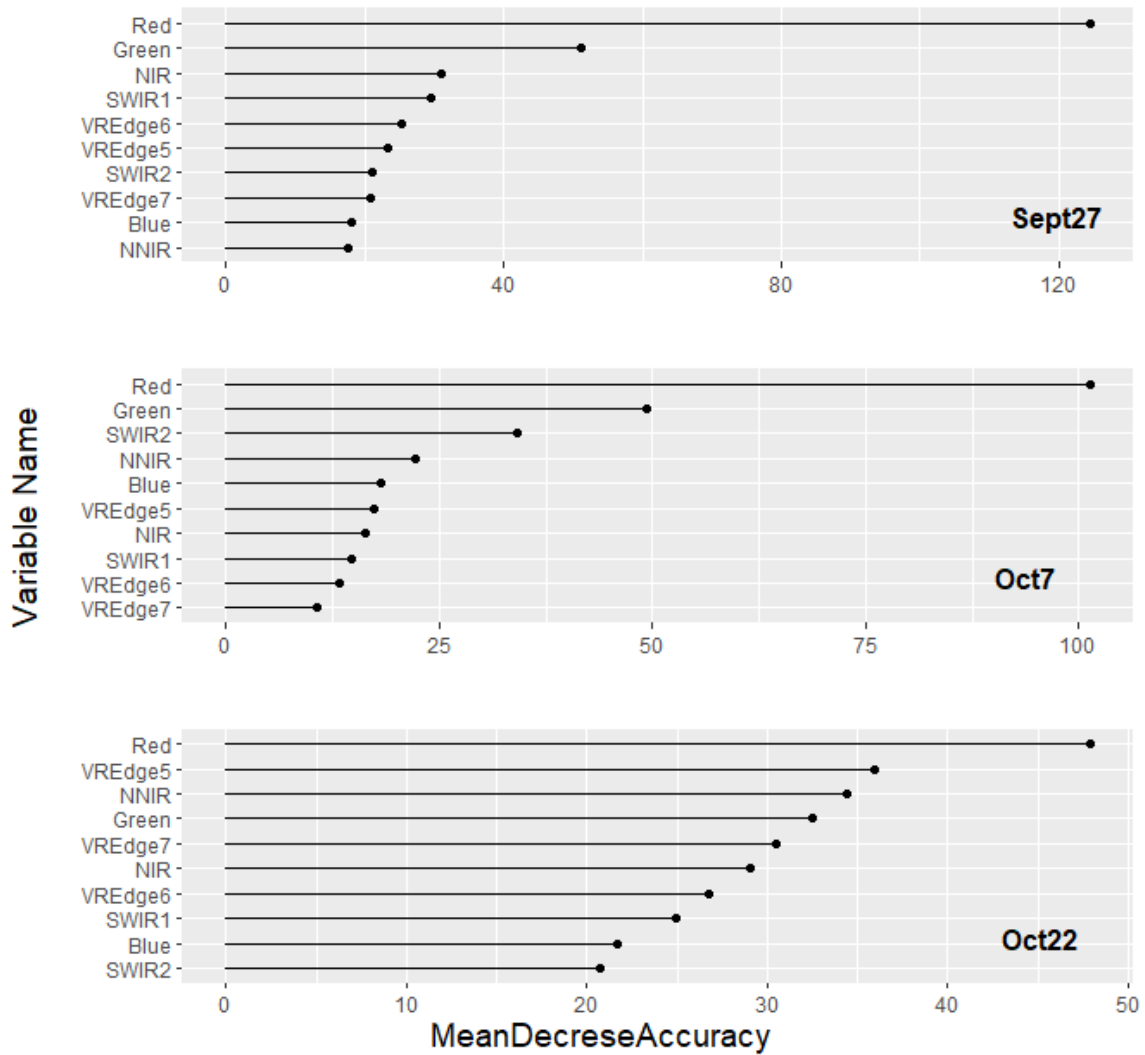 Red
Green
NIR
SWIR1
VREdge6
VREdge5
SWIR2
VREdge7
Blue
NNIR
Sept27
0 40 80 120
Variable Name
Red
Green
SWIR2
NNIR
Blue
VREdge5
NIR
SWIR1
VREdge6
VREdge7
Oct7
0 25 50 75 100
Red
VREdge5
NNIR
Green
VREdge7
NIR
VREdge6
SWIR1
Blue
SWIR2
Oct22
0 10 20 30 40 50
MeanDecreseAccuracy